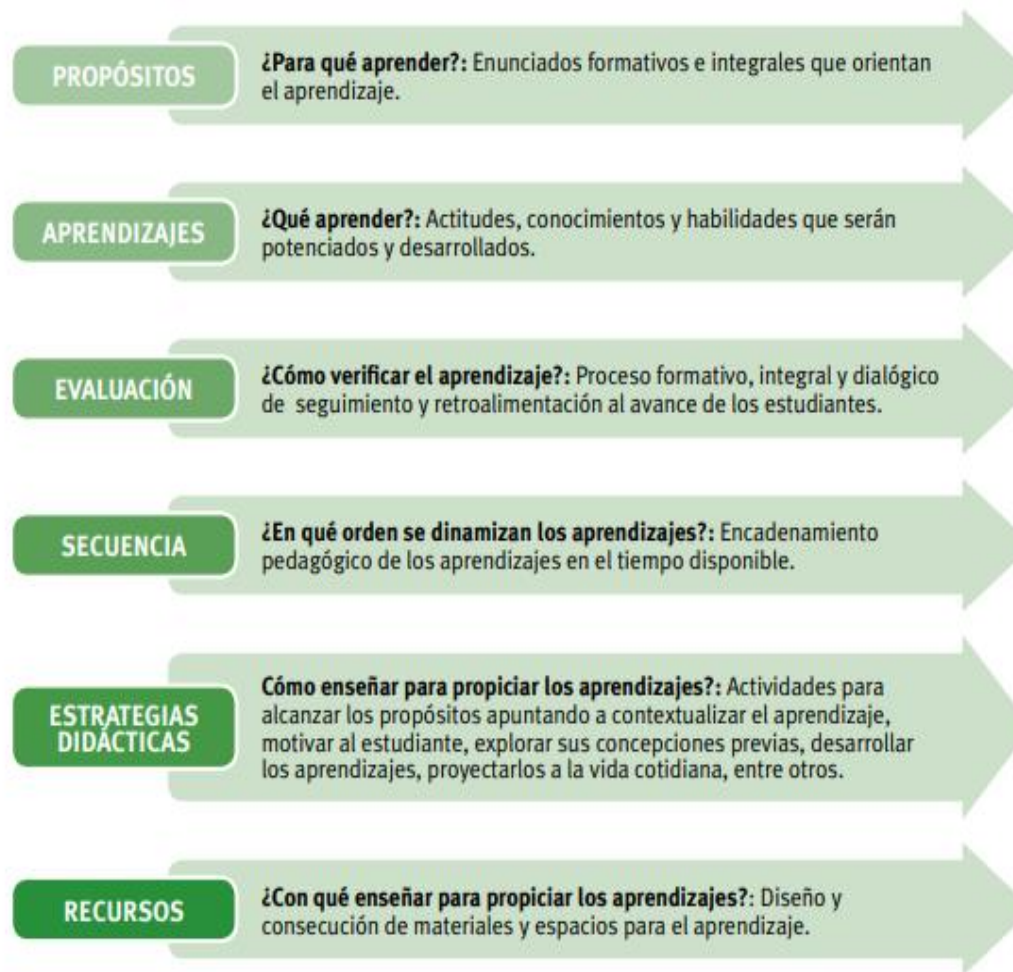 PROPÓSITOS
¿Para qué aprender?: Enunciados formativos e integrales que orientan
el aprendizaje.
APRENDIZAJES
¿Qué aprender?: Actitudes, conocimientos y habilidades que serán
potenciados y desarrollados.
EVALUACIÓN
¿Cómo verificar el aprendizaje?: Proceso formativo, integral y dialógico
de seguimiento y retroalimentación al avance de los estudiantes.
SECUENCIA
¿En qué orden se dinamizan los aprendizajes?: Encadenamiento
pedagógico de los aprendizajes en el tiempo disponible.
ESTRATEGIAS
DIDÁCTICAS
Cómo enseñar para propiciar los aprendizajes?: Actividades para
alcanzar los propósitos apuntando a contextualizar el aprendizaje,
motivar al estudiante, explorar sus concepciones previas, desarrollar
los aprendizajes, proyectarlos a la vida cotidiana, entre otros.
RECURSOS
¿Con qué enseñar para propiciar los aprendizajes?: Diseño y
consecución de materiales y espacios para el aprendizaje.